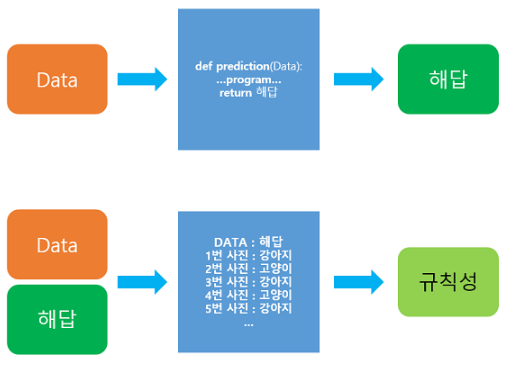 Data
def prediction(Data):
...program...
return 해답
해답
Data
해답
DATA : 해답
1번 사진 : 강아지
2번 사진 : 고양이
3번 사진 : 강아지
4번 사진 : 고양이
5번 사진 : 강아지
...
규칙성